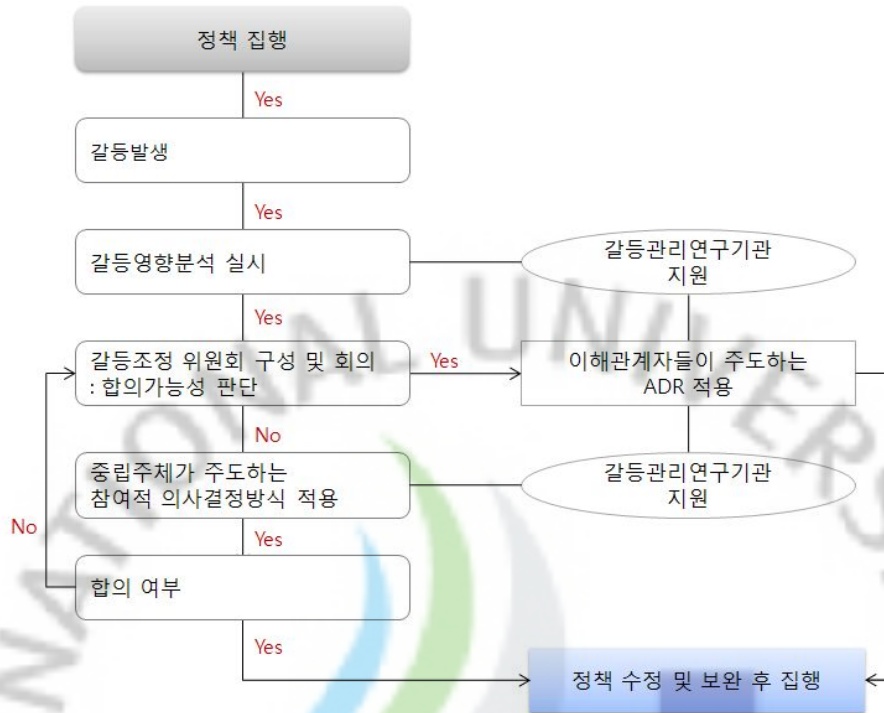 정책 집행
Yes
갈등발생
Yes
갈등영향분석 실시
갈등관리연구기관
지원
Yes
갈등조정 위원회 구성 및 회의
: 합의가능성 판단
Yes
이해관계자들이 주도하는
ADR 적용
No
중립주체가 주도하는
참여적 의사결정방식 적용
갈등관리연구기관
지원
No
Yes
합의 여부
Yes
정책 수정 및 보완 후 집행
NATIONAL UNIVERS